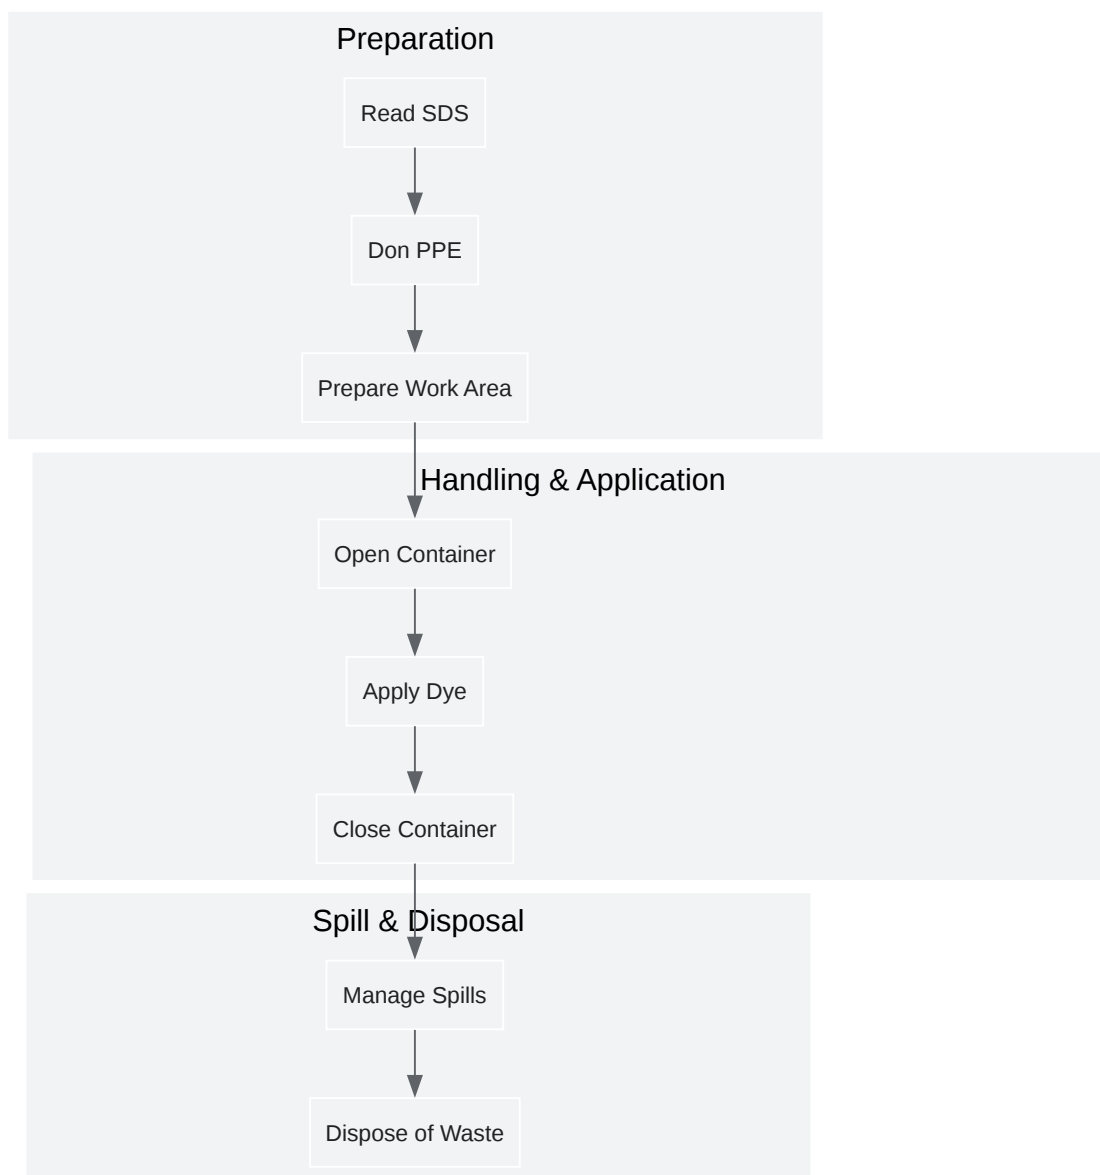 Preparation
Read SDS
Don PPE
Prepare Work Area
Handling & Application
Open Container
Apply Dye
Close Container
Spill & Disposal
Manage Spills
Dispose of Waste